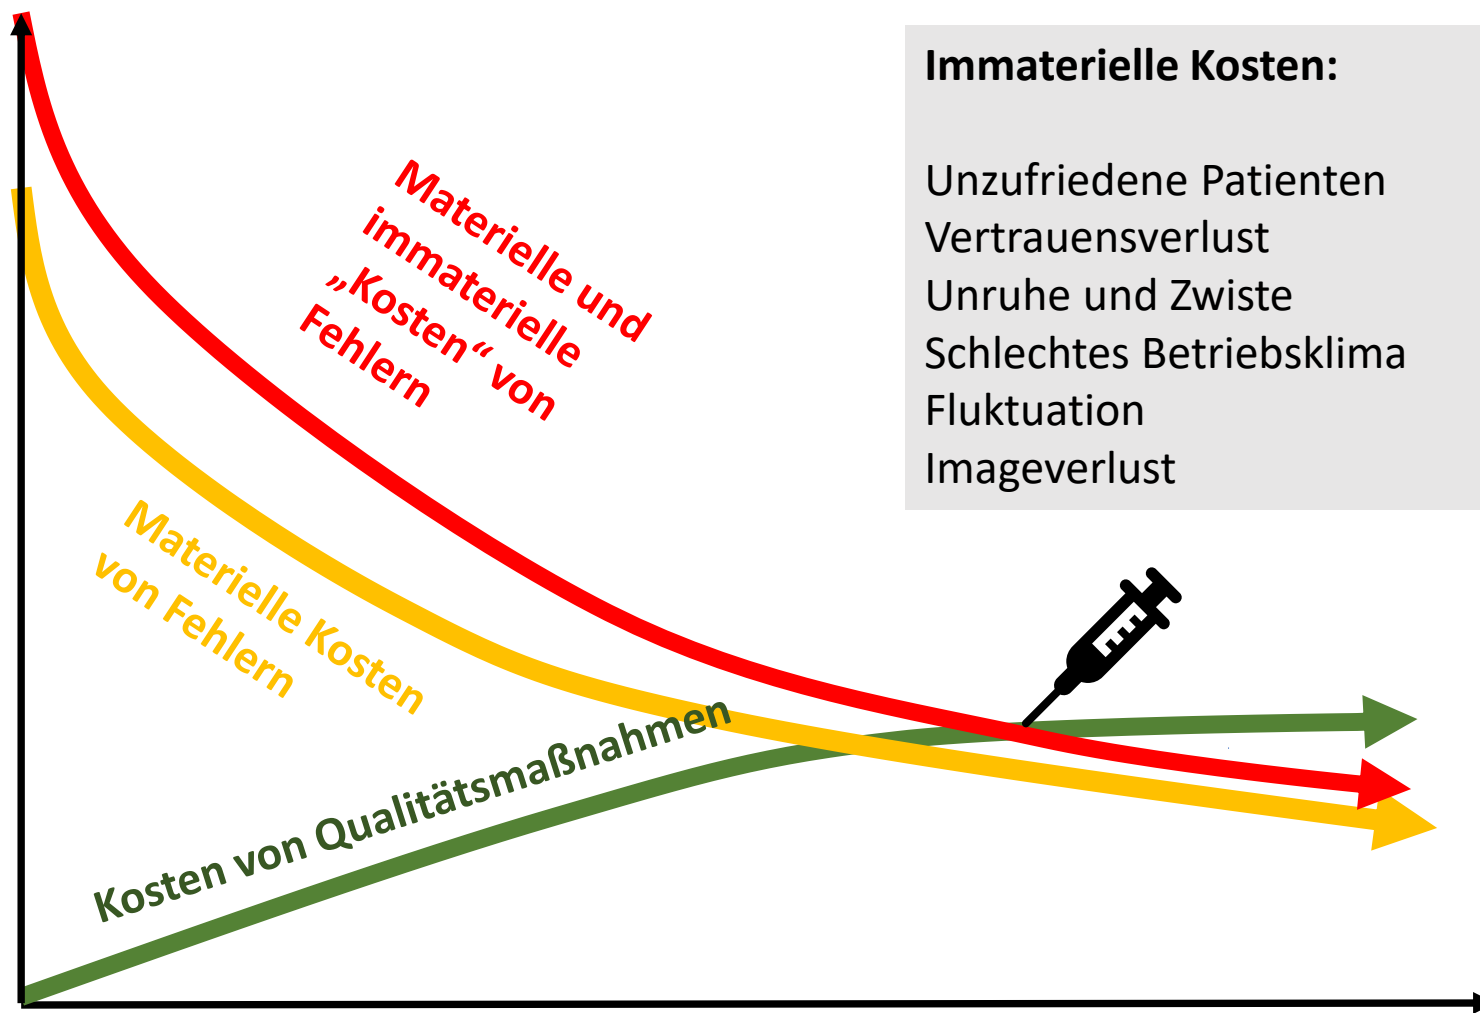 Immaterielle Kosten:
Unzufriedene Patienten
Vertrauensverlust
Unruhe und Zwiste
Schlechtes Betriebsklima
Fluktuation
Imageverlust
Materielle und
immaterielle
„Kosten“ von
Fehlern
Materielle Kosten
von Fehlern
Kosten von Qualitätsmaßnahmen